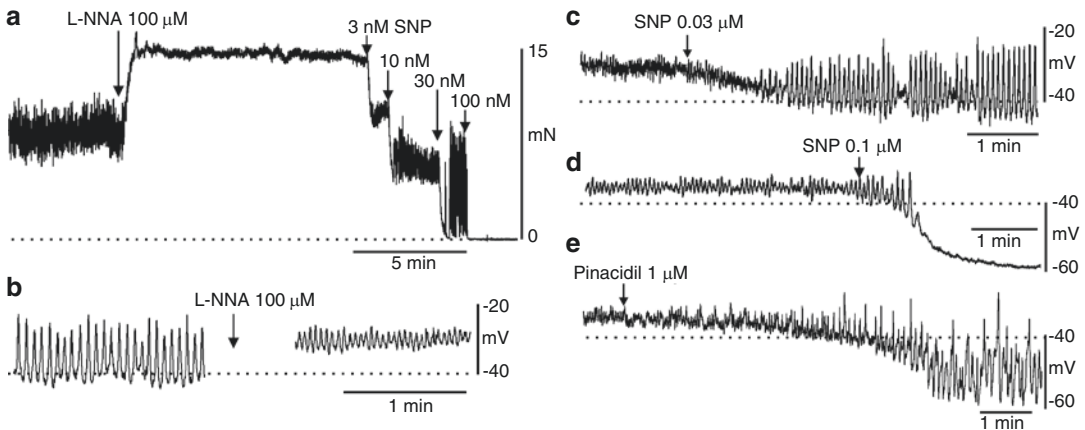 a
L-NNA 100 μM
3 nM SNP
10 nM
30 nM
100 nM
15
mN
0
5 min
b
L-NNA 100 μM
-20
mV
-40
1 min
c
SNP 0.03 μM
-20
mV
-40
1 min
d
SNP 0.1 μM
-40
mV
-60
1 min
e
Pinacidil 1 μM
-40
mV
-60
1 min